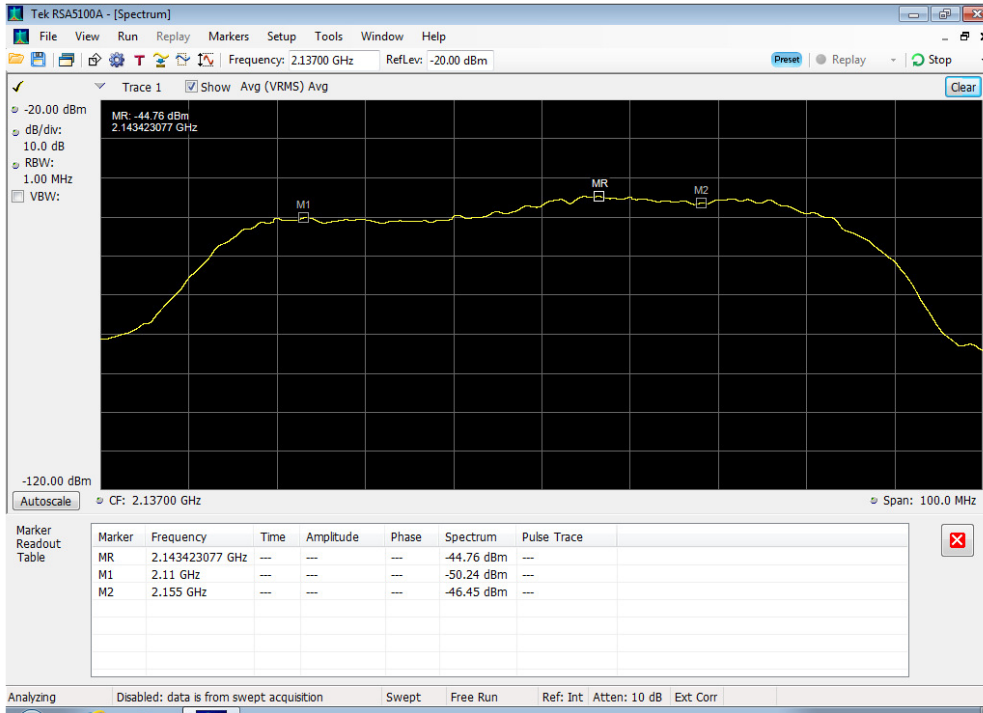 Tek RSA5100A - [Spectrum]
File View Run Replay Markers Setup Tools Window Help
T Frequency: 2.13700 GHz RefLev: -20.00 dBm Preset Replay Stop
Trace 1 Show Avg (VRMS) Avg Clear
-20.00 dBm
dB/div:
10.0 dB
RBW:
1.00 MHz
VBW:
MR: -44.76 dBm
2.143423077 GHz
M1
MR
M2
-120.00 dBm
Autoscale CF: 2.13700 GHz Span: 100.0 MHz
Marker Readout Table
Marker Frequency Time Amplitude Phase Spectrum Pulse Trace
MR 2.143423077 GHz --- --- --- -44.76 dBm ---
M1 2.11 GHz --- --- --- -50.24 dBm ---
M2 2.155 GHz --- --- --- -46.45 dBm ---
Analyzing Disabled: data is from swept acquisition Swept Free Run Ref: Int Atten: 10 dB Ext Corr